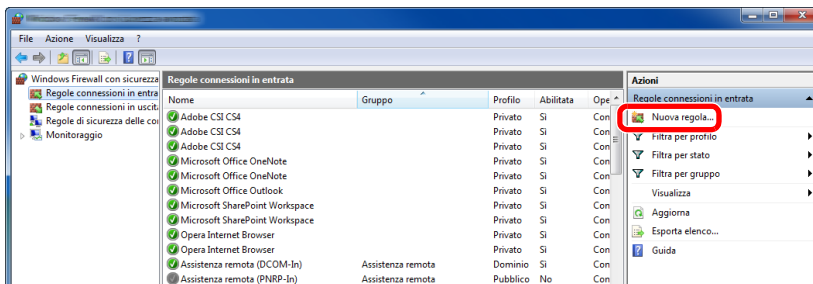 File Azione Visualizza ?
Windows Firewall con sicurezza
Regole connessioni in entra
Regole connessioni in uscit
Regole di sicurezza delle co
Monitoraggio
Regole connessioni in entrata
Nome Gruppo Profilo Abilitata Ope
Adobe CSI CS4 Privato Sì Con
Adobe CSI CS4 Privato Sì Con
Adobe CSI CS4 Privato Sì Con
Microsoft Office OneNote Privato Sì Con
Microsoft Office OneNote Privato Sì Con
Microsoft Office Outlook Privato Sì Con
Microsoft SharePoint Workspace Privato Sì Con
Microsoft SharePoint Workspace Privato Sì Con
Opera Internet Browser Privato Sì Con
Opera Internet Browser Privato Sì Con
Assistenza remota (DCOM-In) Assistenza remota Dominio Sì Con
Assistenza remota (PNRP-In) Assistenza remota Pubblico No Con
Azioni
Regole connessioni in entrata
Nuova regola...
Filtra per profilo
Filtra per stato
Filtra per gruppo
Visualizza
Aggiorna
Esporta elenco...
Guida